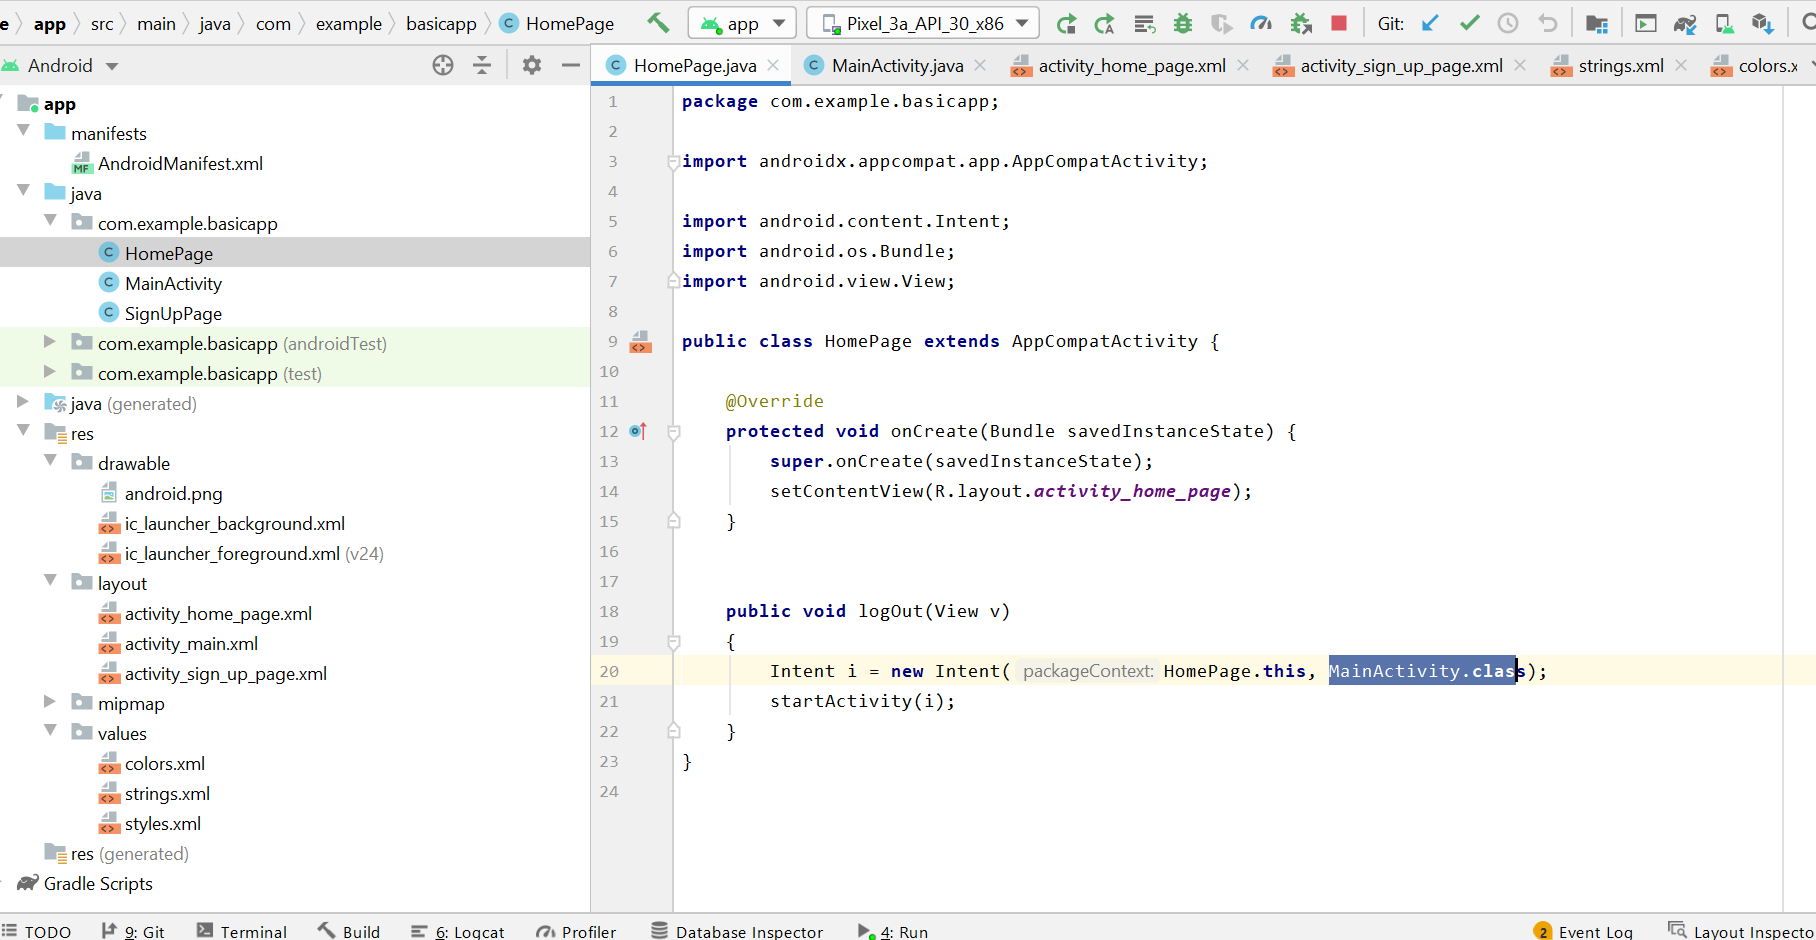 e app src main java com example basicapp HomePage app Pixel_3a_API_30_x86 Git:
Android
HomePage.java MainActivity.java activity_home_page.xml activity_sign_up_page.xml strings.xml colors.x
app
manifests
AndroidManifest.xml
java
com.example.basicapp
HomePage
MainActivity
SignUpPage
com.example.basicapp (androidTest)
com.example.basicapp (test)
java (generated)
res
drawable
android.png
ic_launcher_background.xml
ic_launcher_foreground.xml (v24)
layout
activity_home_page.xml
activity_main.xml
activity_sign_up_page.xml
mipmap
values
colors.xml
strings.xml
styles.xml
res (generated)
Gradle Scripts
1 package com.example.basicapp;
2
3 import androidx.appcompat.app.AppCompatActivity;
4
5 import android.content.Intent;
6 import android.os.Bundle;
7 import android.view.View;
8
9 public class HomePage extends AppCompatActivity {
10
11 @Override
12 protected void onCreate(Bundle savedInstanceState) {
13 super.onCreate(savedInstanceState);
14 setContentView(R.layout.activity_home_page);
15 }
16
17
18 public void logOut(View v)
19 {
20 Intent i = new Intent( packageContext: HomePage.this, MainActivity.class);
21 startActivity(i);
22 }
23 }
24
TODO 9: Git Terminal Build 6: Logcat Profiler Database Inspector 4: Run 2 Event Log Layout Inspecto